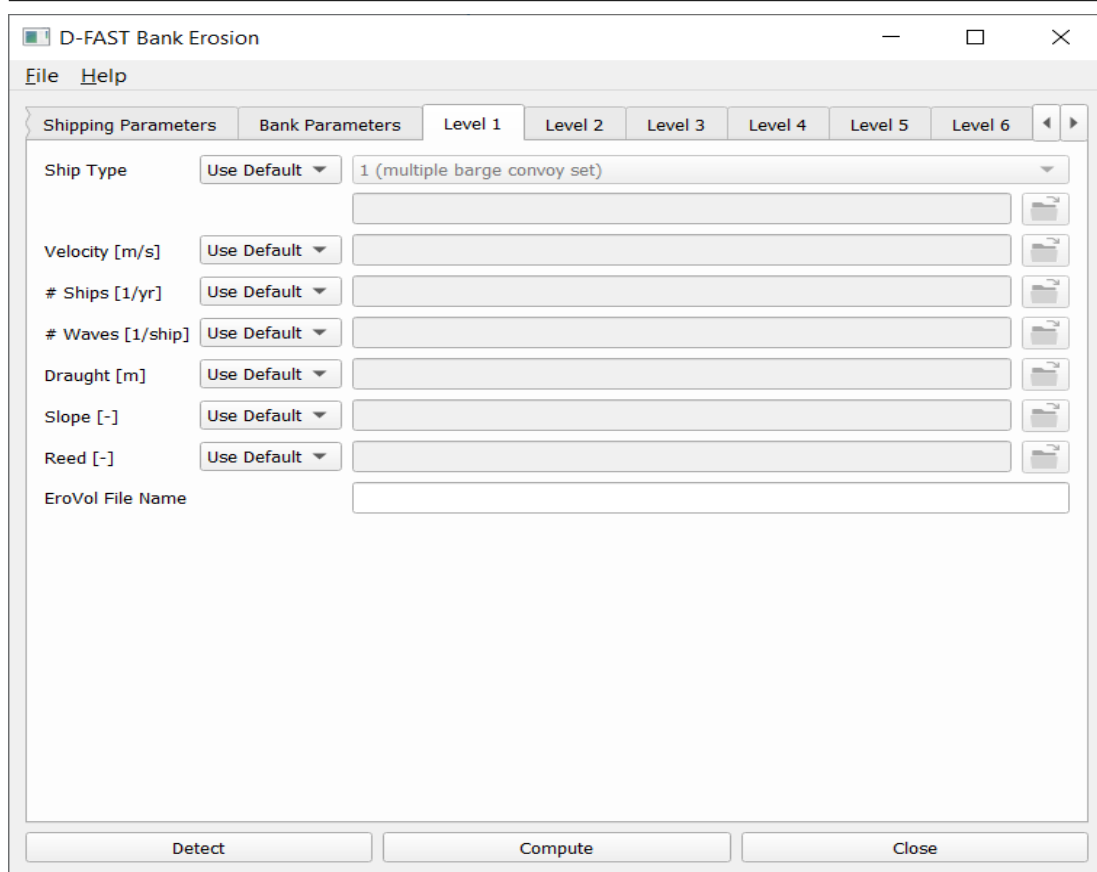 D-FAST Bank Erosion
File Help
Shipping Parameters Bank Parameters Level 1 Level 2 Level 3 Level 4 Level 5 Level 6
Ship Type Use Default 1 (multiple barge convoy set)
Velocity [m/s] Use Default
# Ships [1/yr] Use Default
# Waves [1/ship] Use Default
Draught [m] Use Default
Slope [-] Use Default
Reed [-] Use Default
EroVol File Name
Detect Compute Close